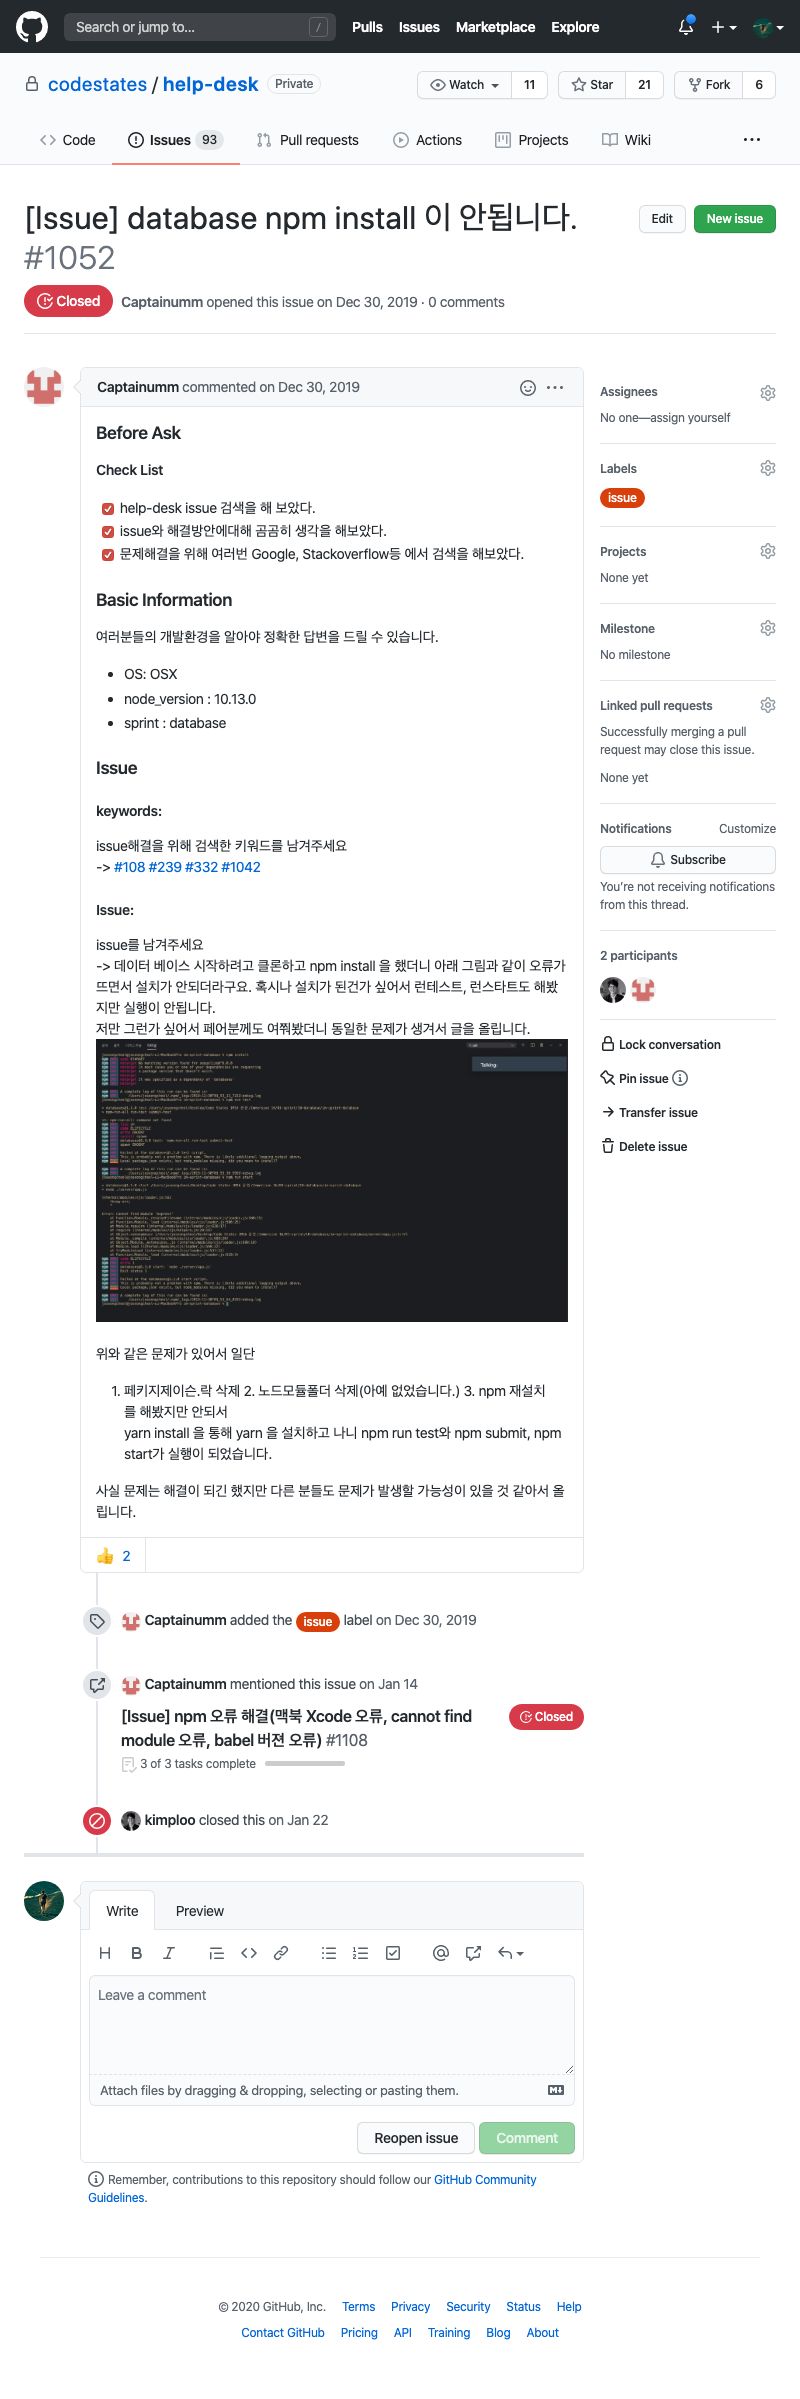 Search or jump to...
/
Pulls
Issues
Marketplace
Explore
codestates / help-desk
Private
Watch
11
Star
21
Fork
6
Code
Issues 93
Pull requests
Actions
Projects
Wiki
[Issue] database npm install 이 안됩니다.
#1052
Edit
New issue
Closed
Captainumm opened this issue on Dec 30, 2019 · 0 comments
Captainumm commented on Dec 30, 2019
Before Ask
Check List
help-desk issue 검색을 해 보았다.
issue와 해결방안에대해 곰곰히 생각을 해보았다.
문제해결을 위해 여러번 Google, Stackoverflow등 에서 검색을 해보았다.
Basic Information
여러분들의 개발환경을 알아야 정확한 답변을 드릴 수 있습니다.
• OS: OSX
• node_version : 10.13.0
• sprint : database
Issue
keywords:
issue해결을 위해 검색한 키워드를 남겨주세요
-> #108 #239 #332 #1042
Issue:
issue를 남겨주세요
-> 데이터 베이스 시작하려고 클론하고 npm install 을 했더니 아래 그림과 같이 오류가
뜨면서 설치가 안되더라구요. 혹시나 설치가 된건가 싶어서 런테스트, 런스타트도 해봤
지만 실행이 안됩니다.
저만 그런가 싶어서 페어분께도 여쭤봤더니 동일한 문제가 생겨서 글을 올립니다.
위와 같은 문제가 있어서 일단
1. 페키지제이슨.락 삭제 2. 노드모듈폴더 삭제(아예 없었습니다.) 3. npm 재설치
를 해봤지만 안되서
yarn install 을 통해 yarn 을 설치하고 나니 npm run test와 npm submit, npm
start가 실행이 되었습니다.
사실 문제는 해결이 되긴 했지만 다른 분들도 문제가 발생할 가능성이 있을 것 같아서 올
립니다.
👍 2
Captainumm added the issue label on Dec 30, 2019
Captainumm mentioned this issue on Jan 14
[Issue] npm 오류 해결(맥북 Xcode 오류, cannot find
module 오류, babel 버젼 오류) #1108
Closed
3 of 3 tasks complete
kimploo closed this on Jan 22
Write
Preview
Leave a comment
Attach files by dragging & dropping, selecting or pasting them.
Reopen issue
Comment
Remember, contributions to this repository should follow our GitHub Community
Guidelines.
Assignees
No one—assign yourself
Labels
issue
Projects
None yet
Milestone
No milestone
Linked pull requests
Successfully merging a pull
request may close this issue.
None yet
Notifications
Customize
Subscribe
You're not receiving notifications
from this thread.
2 participants
Lock conversation
Pin issue
Transfer issue
Delete issue
© 2020 GitHub, Inc.
Terms
Privacy
Security
Status
Help
Contact GitHub
Pricing
API
Training
Blog
About